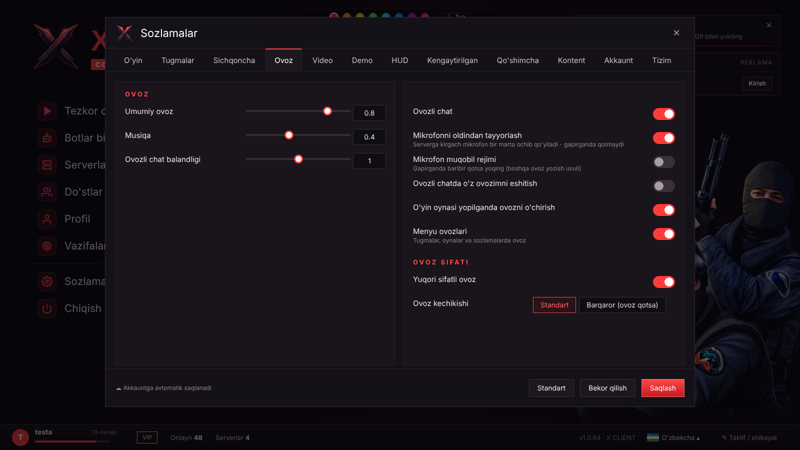 Sozlamalar
O'yin
Tugmalar
Sichqoncha
Ovoz
Video
Demo
HUD
Kengaytirilgan
Qo'shimcha
Kontent
Akkaunt
Tizim
OVOZ
Umumiy ovoz
0.8
Musiqa
0.4
Ovozli chat balandligi
1
Ovozli chat
Mikrofonni oldindan tayyorlash
Serverga kirgach mikrofon bir marta ochib qo'yiladi - gapirganda qotmaydi
Mikrofon muqobil rejimi
Gapirganda baribir qotsa yoqing (boshqa ovoz yozish usuli)
Ovozli chatda o'z ovozimni eshitish
O'yin oynasi yopilganda ovozni o'chirish
Menyu ovozlari
Tugmalar, oynalar va sozlamalarda ovoz
OVOZ SIFATI
Yuqori sifatli ovoz
Ovoz kechikishi
Standart
Barqaror (ovoz qotsa)
Akkauntga avtomatik saqlanadi
Standart
Bekor qilish
Saqlash
QR bilan yuklang
REKLAMA
Kirish
Tezkor
Botlar
Serverla
Do'stlar
Profil
Vazifalar
Sozlama
Chiqish
T
testa
VIP
Onlayn 48
Serverlar 4
v1.0.64 · X CLIENT
O'zbekcha
Taklif / shikoyat